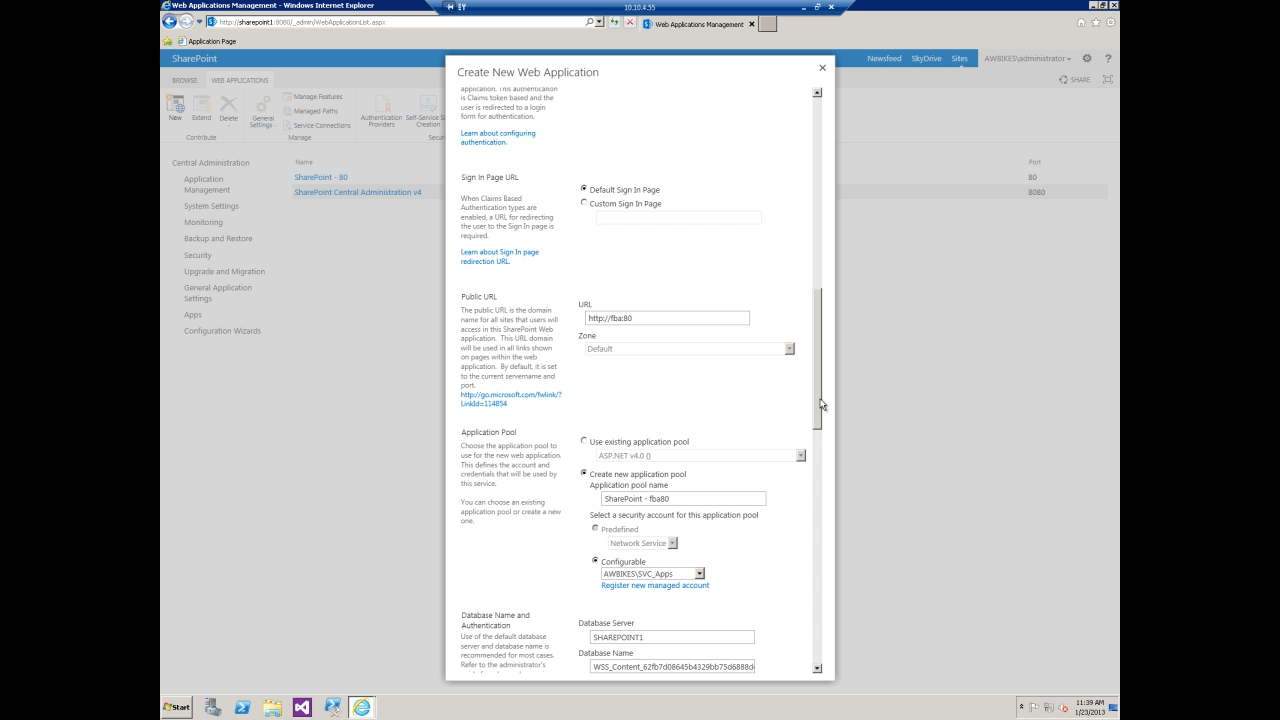 Web Applications Management - Windows Internet Explorer
10.10.4.55
http://sharepoint1:8080/_admin/WebApplicationList.aspx
Web Applications Management
Application Page
SharePoint
Newsfeed SkyDrive Sites AWBIKES\administrator
BROWSE WEB APPLICATIONS
SHARE
New
Extend
Delete
General Settings
Manage Features
Managed Paths
Service Connections
Authentication Providers
Self-Service Creation
Contribute
Manage
Central Administration
Application Management
System Settings
Monitoring
Backup and Restore
Security
Upgrade and Migration
General Application Settings
Apps
Configuration Wizards
Name
Port
SharePoint - 80
80
SharePoint Central Administration v4
8080
Create New Web Application
application. This authentication
is Claims token based and the
user is redirected to a login
form for authentication.
Learn about configuring
authentication.
Sign In Page URL
When Claims Based
Authentication types are
enabled, a URL for redirecting
the user to the Sign In page is
required.
Learn about Sign In page
redirection URL.
Default Sign In Page
Custom Sign In Page
Public URL
The public URL is the domain
name for all sites that users will
access in this SharePoint Web
application. This URL domain
will be used in all links shown
on pages within the web
application. By default, it is set
to the current servername and
port.
http://go.microsoft.com/fwlink/?
LinkId=114854
URL
http://fba:80
Zone
Default
Application Pool
Choose the application pool to
use for the new web application.
This defines the account and
credentials that will be used by
this service.
You can choose an existing
application pool or create a new
one.
Use existing application pool
ASP.NET v4.0 ()
Create new application pool
Application pool name
SharePoint - fba80
Select a security account for this application pool
Predefined
Network Service
Configurable
AWBIKES\SVC_Apps
Register new managed account
Database Name and
Authentication
Use of the default database
server and database name is
recommended for most cases.
Refer to the administrator's
Database Server
SHAREPOINT1
Database Name
WSS_Content_62fb7d08645b4329bb75d6888d
Start
11:39 AM
1/23/2013